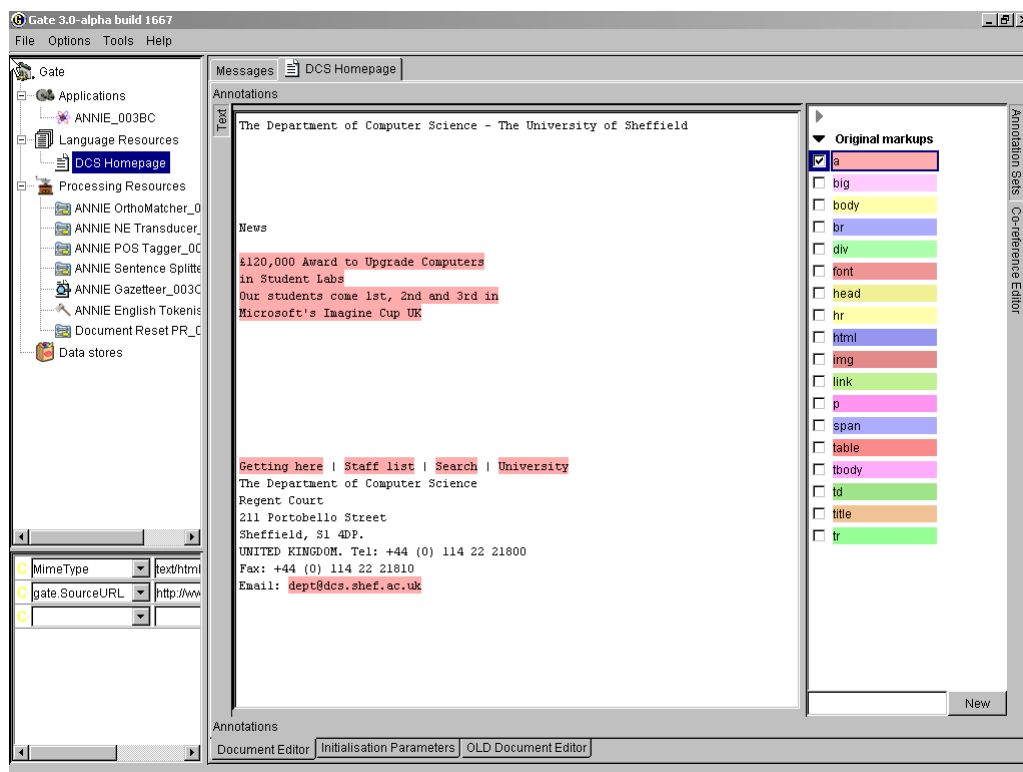 Gate 3.0-alpha build 1667
File Options Tools Help
Gate
Applications
ANNIE_003BC
Language Resources
DCS Homepage
Processing Resources
ANNIE OrthoMatcher_0
ANNIE NE Transducer_
ANNIE POS Tagger_00
ANNIE Sentence Splitte
ANNIE Gazetteer_003C
ANNIE English Tokenis
Document Reset PR_0
Data stores
C MimeType text/html
C gate.SourceURL http://ww
C
Messages DCS Homepage
Annotations
Text
The Department of Computer Science - The University of Sheffield
News
£120,000 Award to Upgrade Computers
in Student Labs
Our students come 1st, 2nd and 3rd in
Microsoft's Imagine Cup UK
Getting here | Staff list | Search | University
The Department of Computer Science
Regent Court
211 Portobello Street
Sheffield, S1 4DP.
UNITED KINGDOM. Tel: +44 (0) 114 22 21800
Fax: +44 (0) 114 22 21810
Email: dept@dcs.shef.ac.uk
Original markups
a
big
body
br
div
font
head
hr
html
img
link
p
span
table
tbody
td
title
tr
New
Annotation Sets
Co-reference Editor
Annotations
Document Editor Initialisation Parameters OLD Document Editor